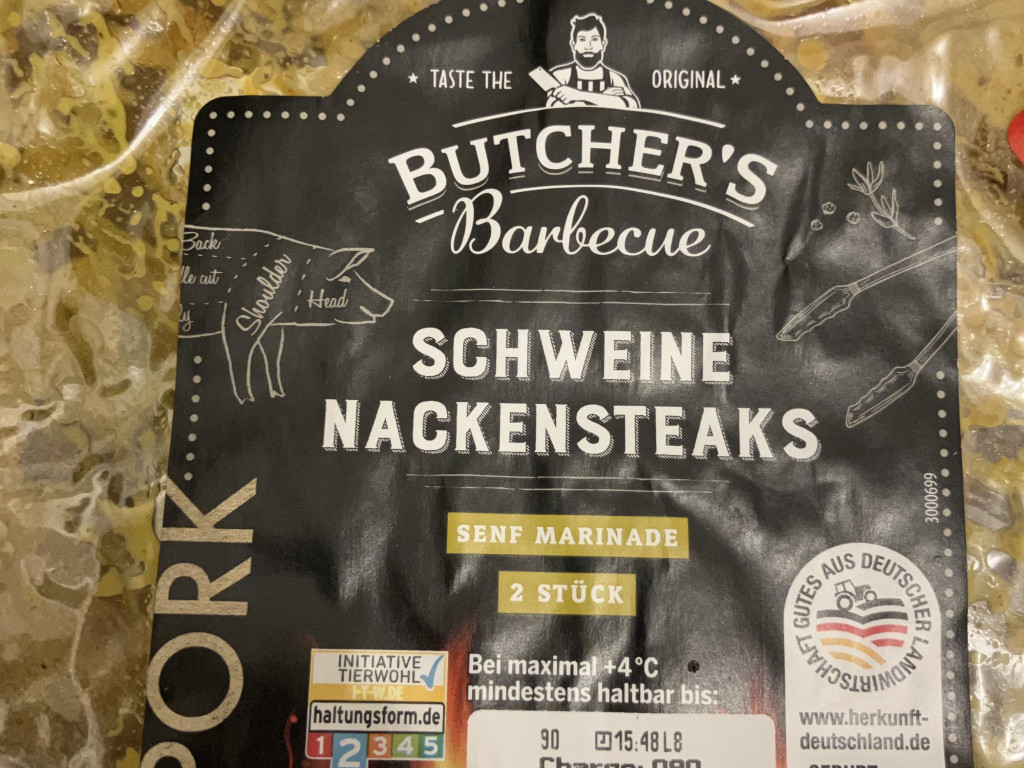 TASTE THE ORIGINAL
BUTCHER'S
Barbecue
Back
Shoulder
Head
SCHWEINE
NACKENSTEAKS
SENF MARINADE
2 STÜCK
PORK
3000699
GUTES AUS DEUTSCHER LANDWIRTSCHAFT
www.herkunft-
deutschland.de
INITIATIVE
TIERWOHL
haltungsform.de
1 2 3 4 5
Bei maximal +4°C
mindestens haltbar bis:
90 15:48 L8